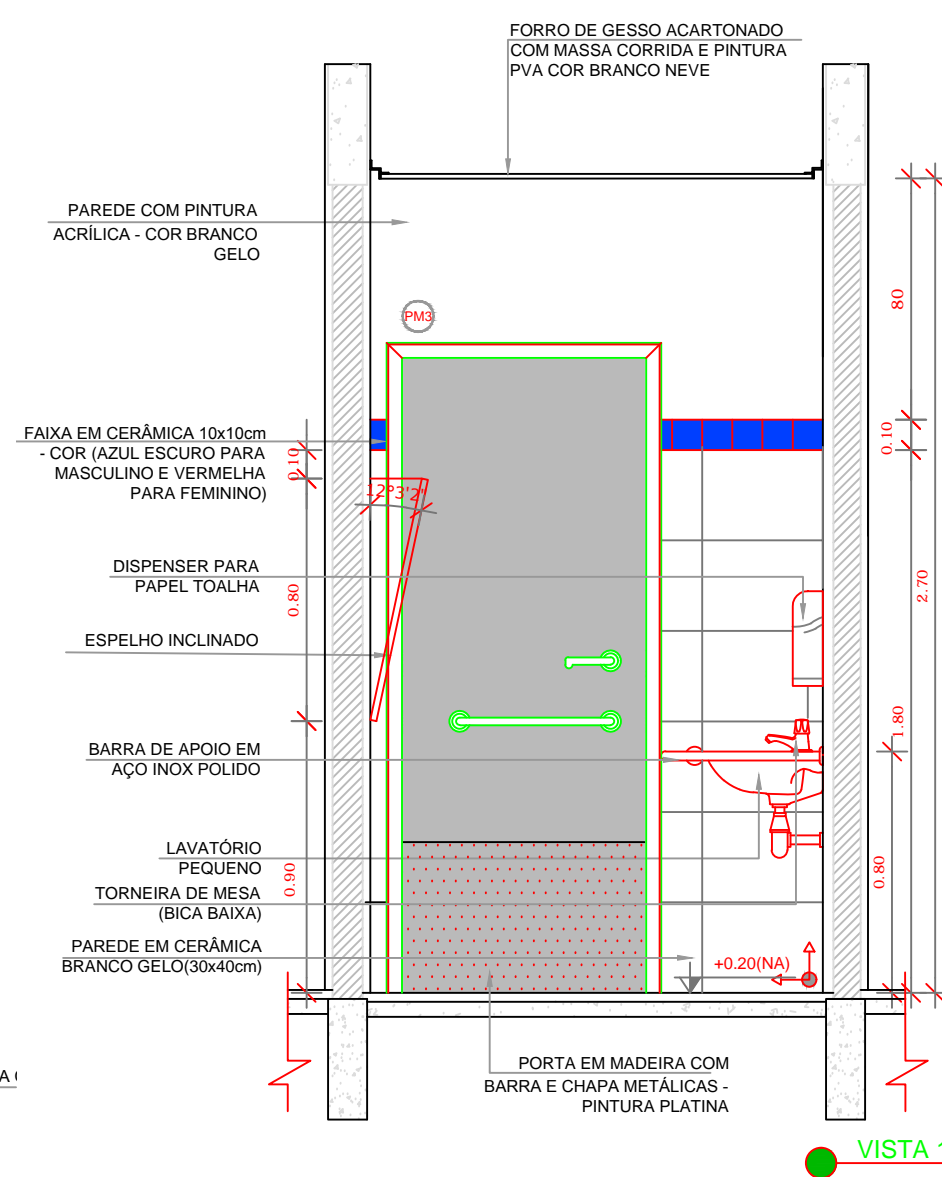 FORRO DE GESSO ACARTONADO
COM MASSA CORRIDA E PINTURA
PVA COR BRANCO NEVE
PAREDE COM PINTURA
ACRÍLICA - COR BRANCO
GELO
80
PM3
FAIXA EM CERÂMICA 10x10cm
- COR (AZUL ESCURO PARA
MASCULINO E VERMELHA
PARA FEMININO)
0.10
0.10
12°3'2"
DISPENSER PARA
PAPEL TOALHA
0.80
2.70
ESPELHO INCLINADO
1.80
BARRA DE APOIO EM
AÇO INOX POLIDO
LAVATÓRIO
PEQUENO
0.90
0.80
TORNEIRA DE MESA
(BICA BAIXA)
PAREDE EM CERÂMICA
BRANCO GELO(30x40cm)
+0.20(NA)
PORTA EM MADEIRA COM
BARRA E CHAPA METÁLICAS -
PINTURA PLATINA
A
VISTA 1